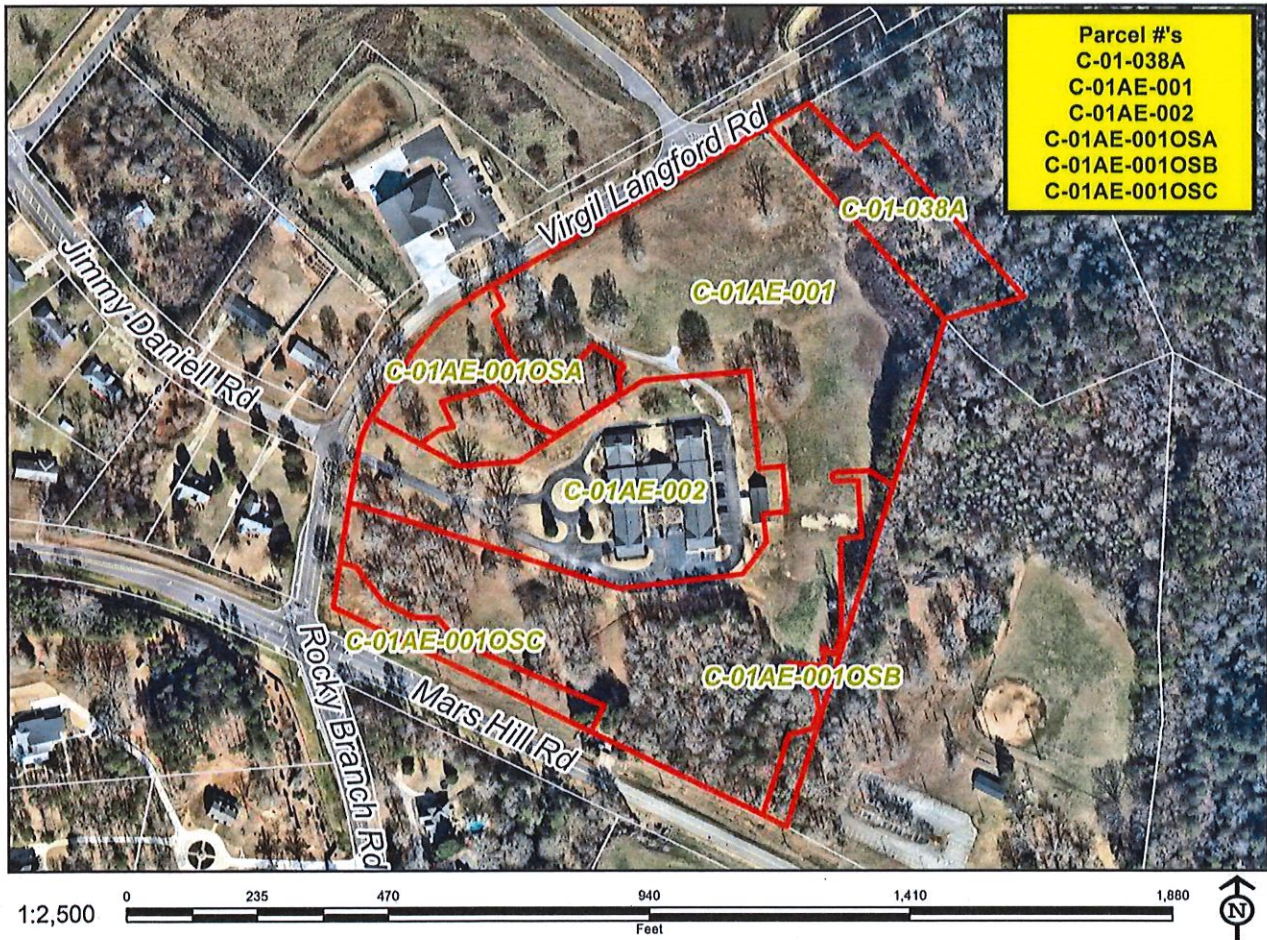 Parcel #'s
C-01-038A
C-01AE-001
C-01AE-002
C-01AE-001OSA
C-01AE-001OSB
C-01AE-001OSC
Virgil Langford Rd
C-01-038A
C-01AE-001
Jimmy Daniell Rd
C-01AE-001OSA
C-01AE-002
C-01AE-001OSC
C-01AE-001OSB
Rocky Branch Rd
Mars Hill Rd
1:2,500
0 235 470 940 1,410 1,880
Feet
N